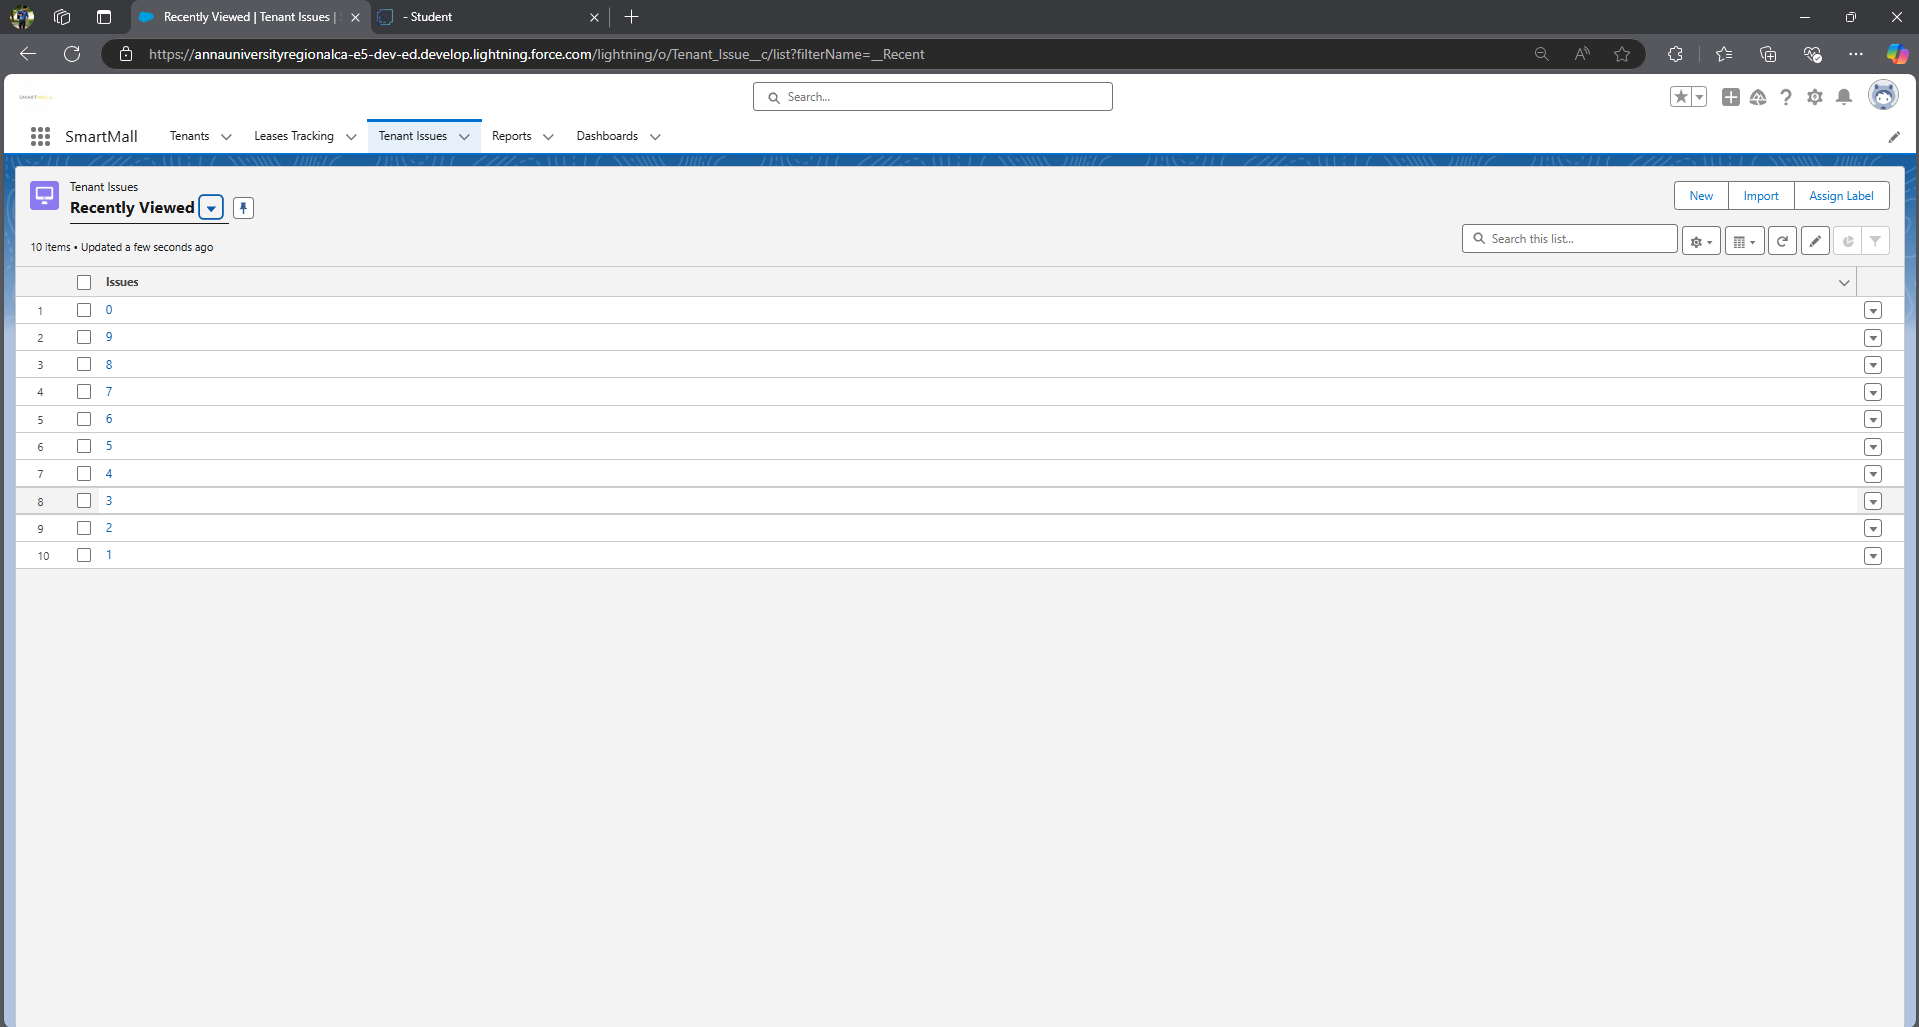 Recently Viewed | Tenant Issues |
- Student
https://annauniversityregionalca-e5-dev-ed.develop.lightning.force.com/lightning/o/Tenant_Issue__c/list?filterName=__Recent
SMARTMALL
Search...
SmartMall
Tenants
Leases Tracking
Tenant Issues
Reports
Dashboards
Tenant Issues
Recently Viewed
New
Import
Assign Label
10 items • Updated a few seconds ago
Search this list...
Issues
1 0
2 9
3 8
4 7
5 6
6 5
7 4
8 3
9 2
10 1